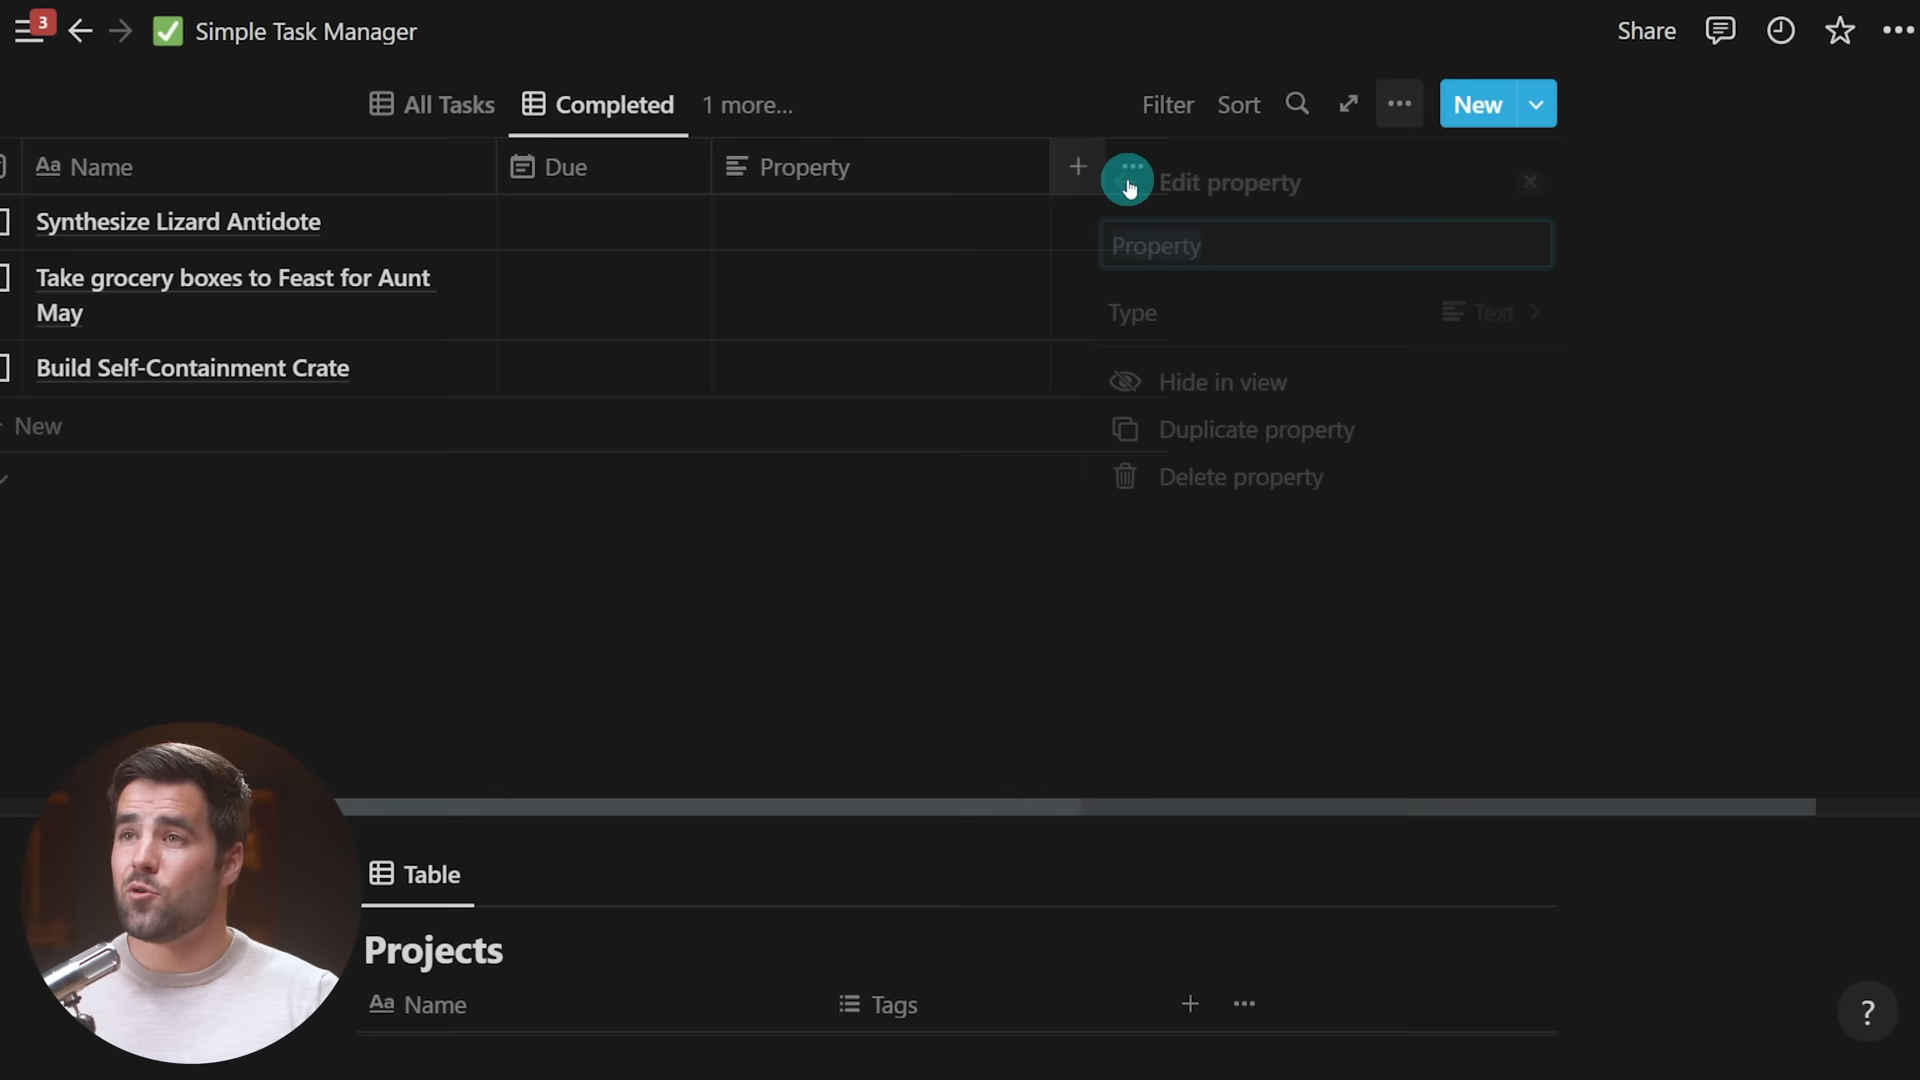 3
Simple Task Manager
Share
All Tasks
Completed
1 more...
Filter
Sort
New
Aa Name
Due
Property
Edit property
Synthesize Lizard Antidote
Property
Take grocery boxes to Feast for Aunt
May
Type
Text
Build Self-Containment Crate
Hide in view
New
Duplicate property
Delete property
Table
Projects
Aa Name
Tags
?